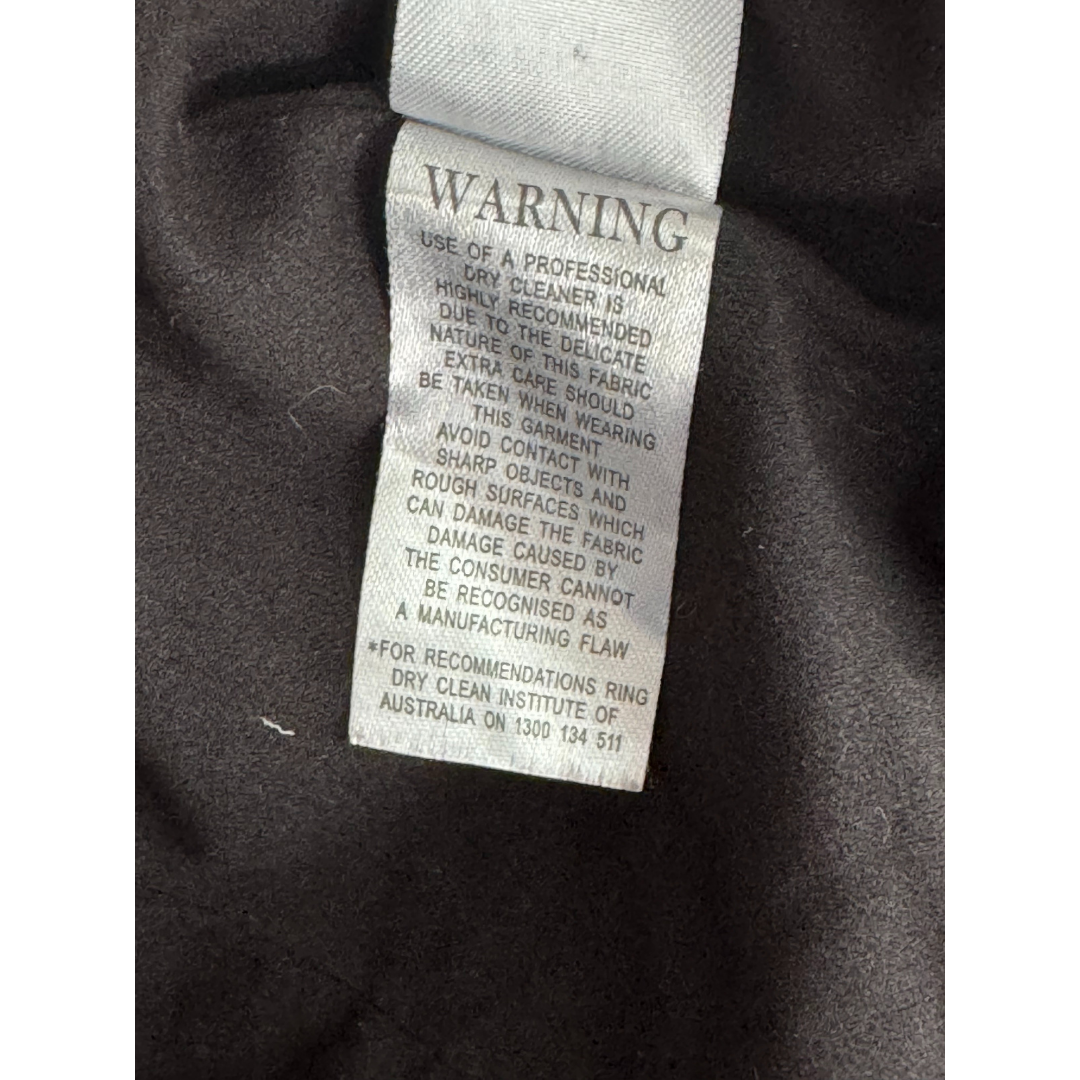 WARNING
USE OF A PROFESSIONAL
DRY CLEANER IS
HIGHLY RECOMMENDED
DUE TO THE DELICATE
NATURE OF THIS FABRIC
EXTRA CARE SHOULD
BE TAKEN WHEN WEARING
THIS GARMENT
AVOID CONTACT WITH
SHARP OBJECTS AND
ROUGH SURFACES WHICH
CAN DAMAGE THE FABRIC
DAMAGE CAUSED BY
THE CONSUMER CANNOT
BE RECOGNISED AS
A MANUFACTURING FLAW
*FOR RECOMMENDATIONS RING
DRY CLEAN INSTITUTE OF
AUSTRALIA ON 1300 134 511